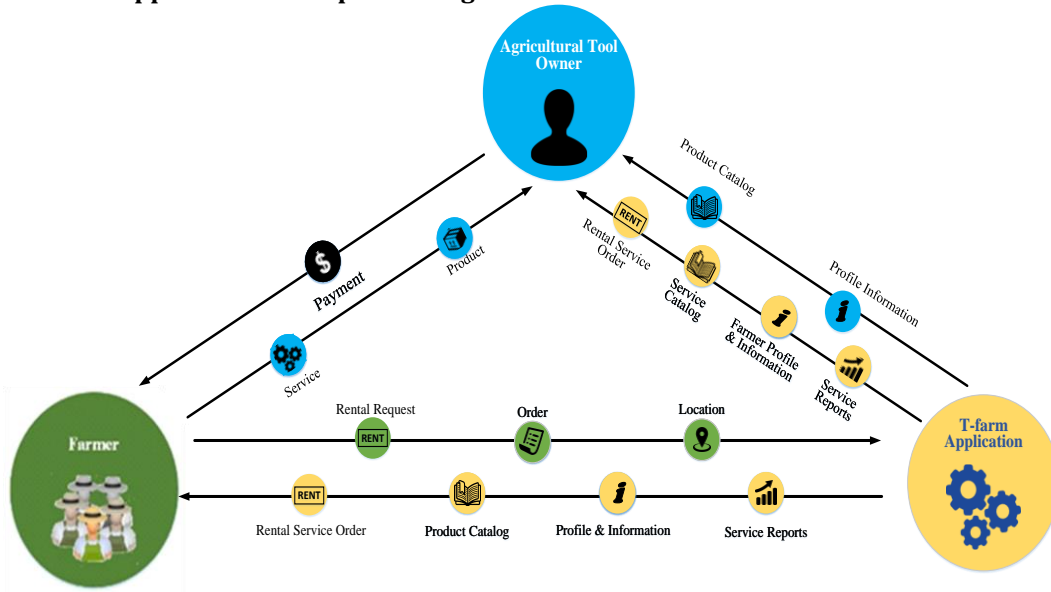 Agricultural Tool
Owner
Product Catalog
RENT
Rental Service
Order
$
Product
Payment
Service
Catalog
i
Profile Information
i
Farmer Profile
& Information
Service
Service
Reports
Rental Request
Order
Location
RENT
Farmer
T-farm
Application
RENT
i
Rental Service Order
Product Catalog
Profile & Information
Service Reports